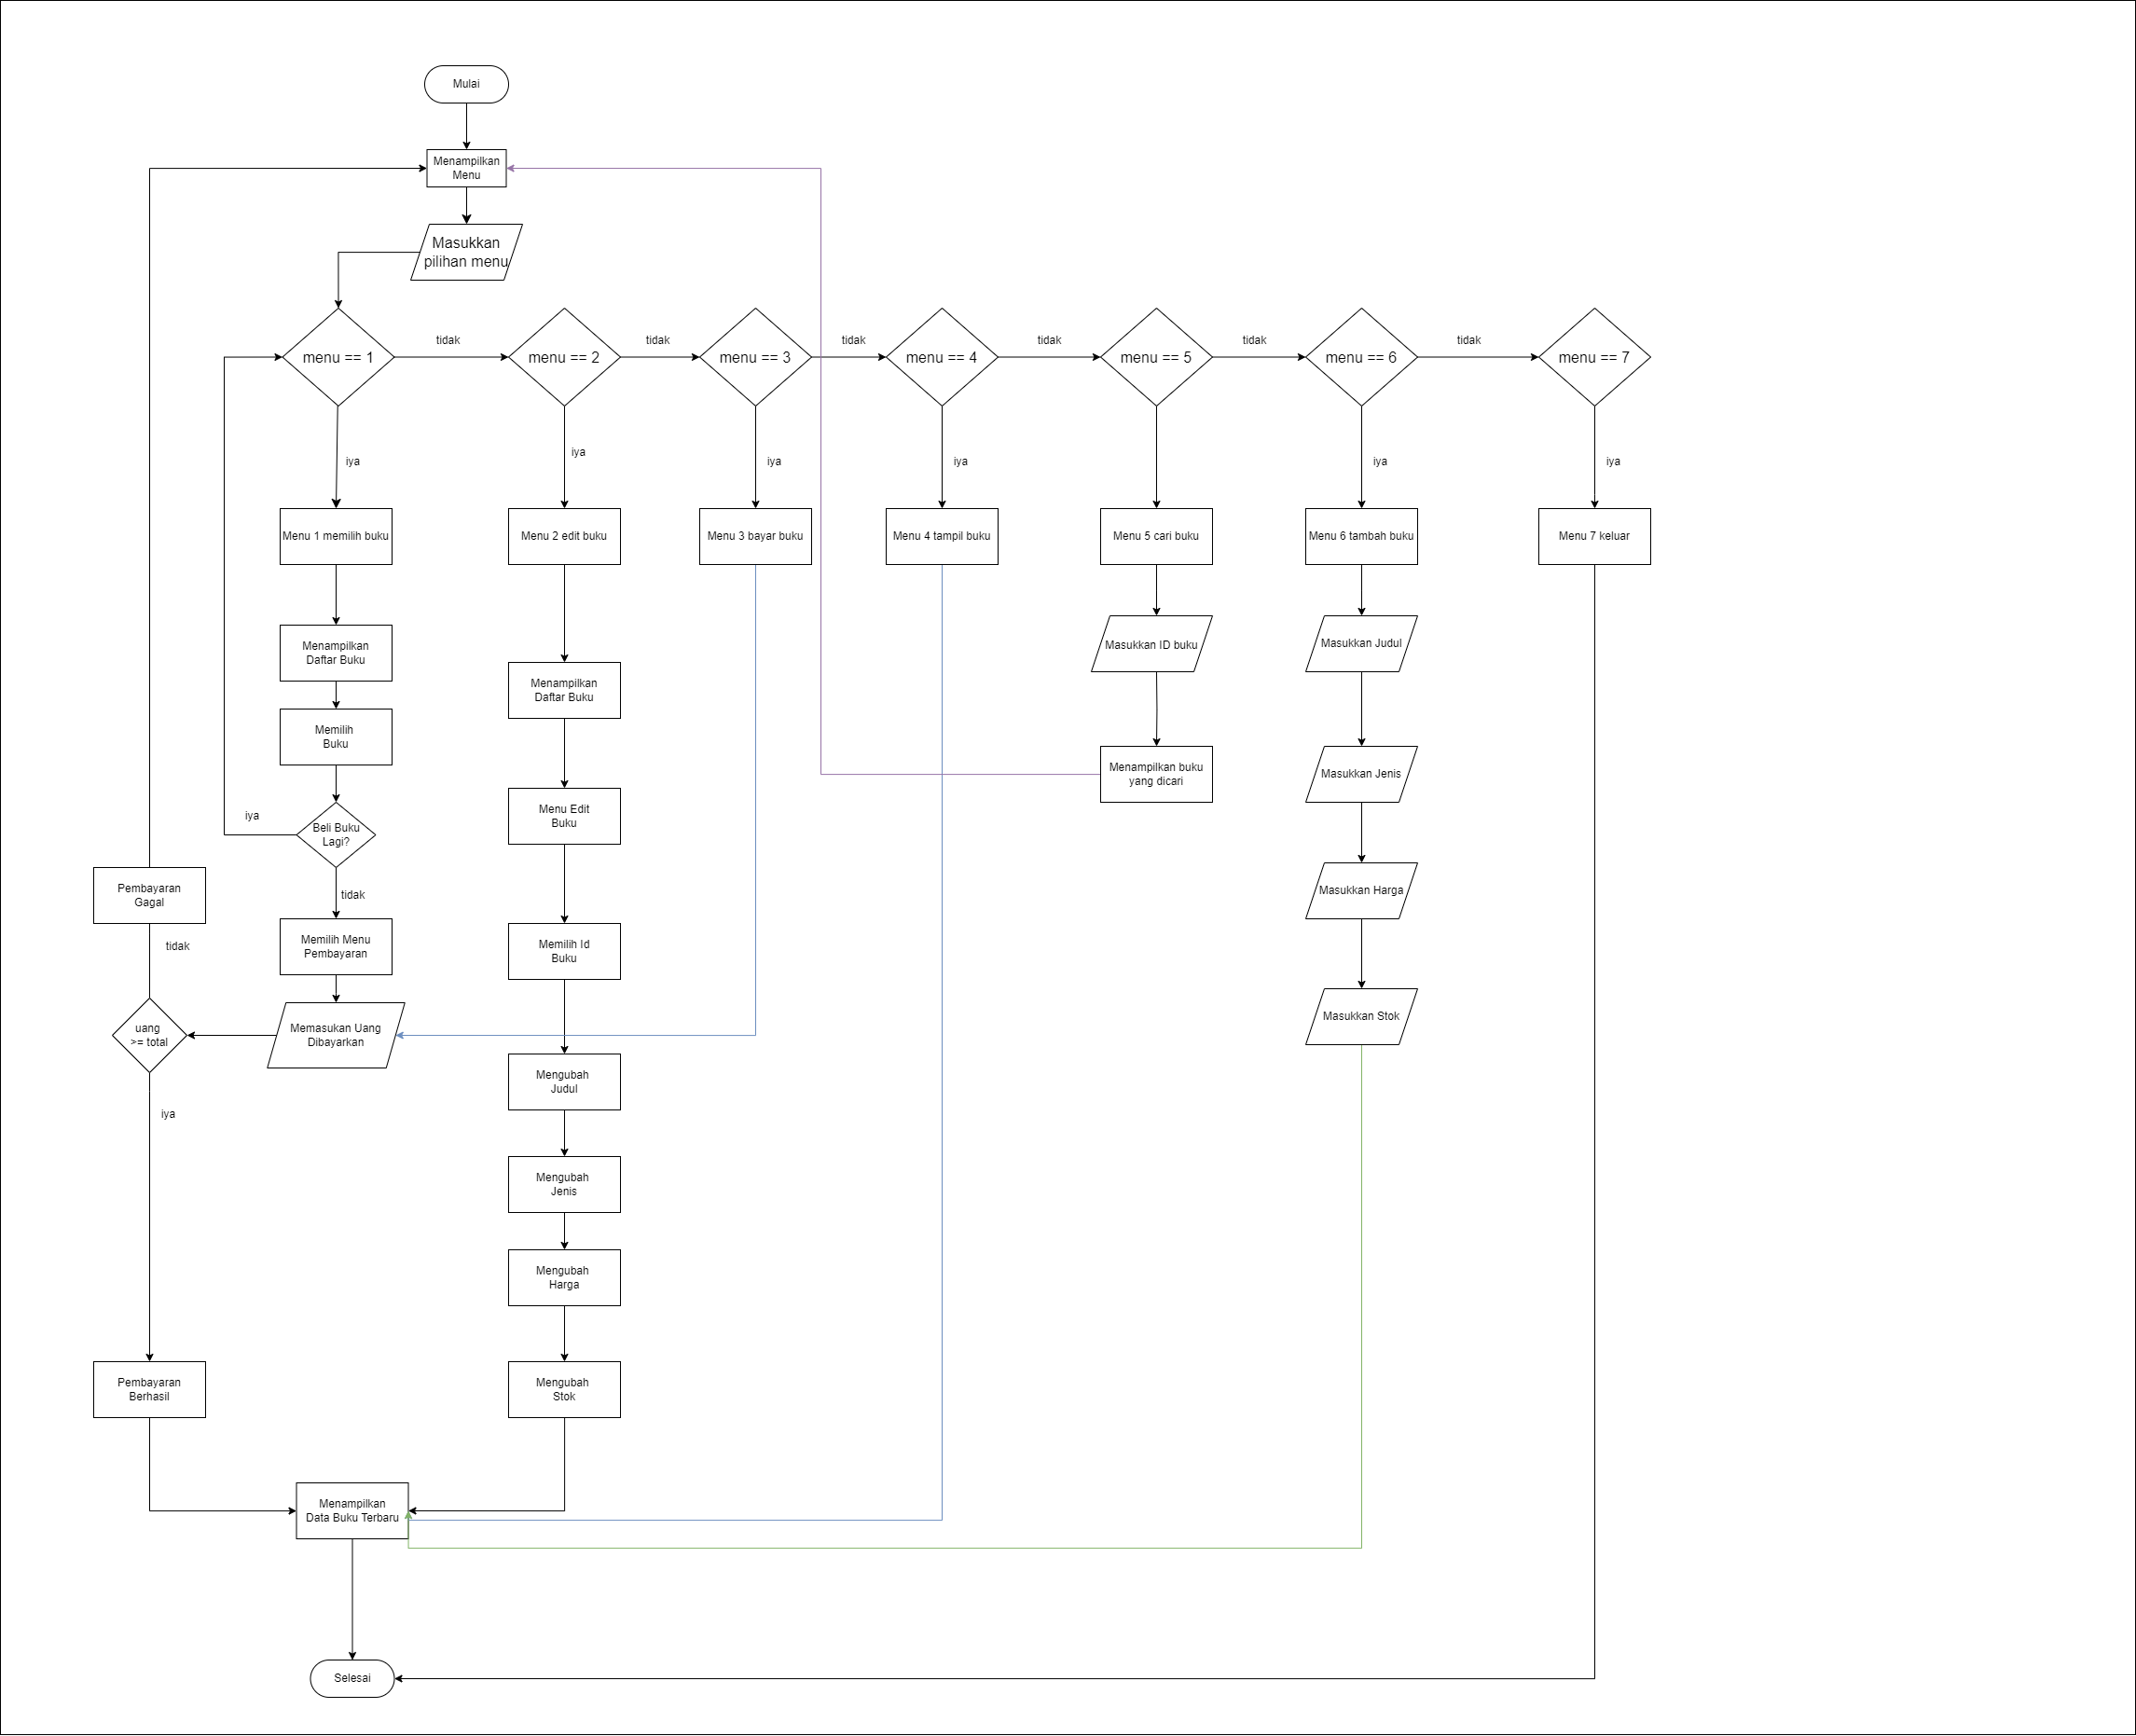 Mulai
Menampilkan
Menu
Masukkan
pilihan menu
menu == 1
tidak
menu == 2
tidak
menu == 3
tidak
menu == 4
tidak
menu == 5
tidak
menu == 6
tidak
menu == 7
iya
iya
iya
iya
iya
iya
Menu 1 memilih buku
Menu 2 edit buku
Menu 3 bayar buku
Menu 4 tampil buku
Menu 5 cari buku
Menu 6 tambah buku
Menu 7 keluar
Menampilkan
Daftar Buku
Menampilkan
Daftar Buku
Masukkan ID buku
Masukkan Judul
Memilih
Buku
Menampilkan buku
yang dicari
Masukkan Jenis
iya
Beli Buku
Lagi?
Menu Edit
Buku
Pembayaran
Gagal
tidak
Masukkan Harga
tidak
Memilih Menu
Pembayaran
Memilih Id
Buku
uang
>= total
Memasukan Uang
Dibayarkan
Masukkan Stok
iya
Mengubah
Judul
Mengubah
Jenis
Mengubah
Harga
Pembayaran
Berhasil
Mengubah
Stok
Menampilkan
Data Buku Terbaru
Selesai